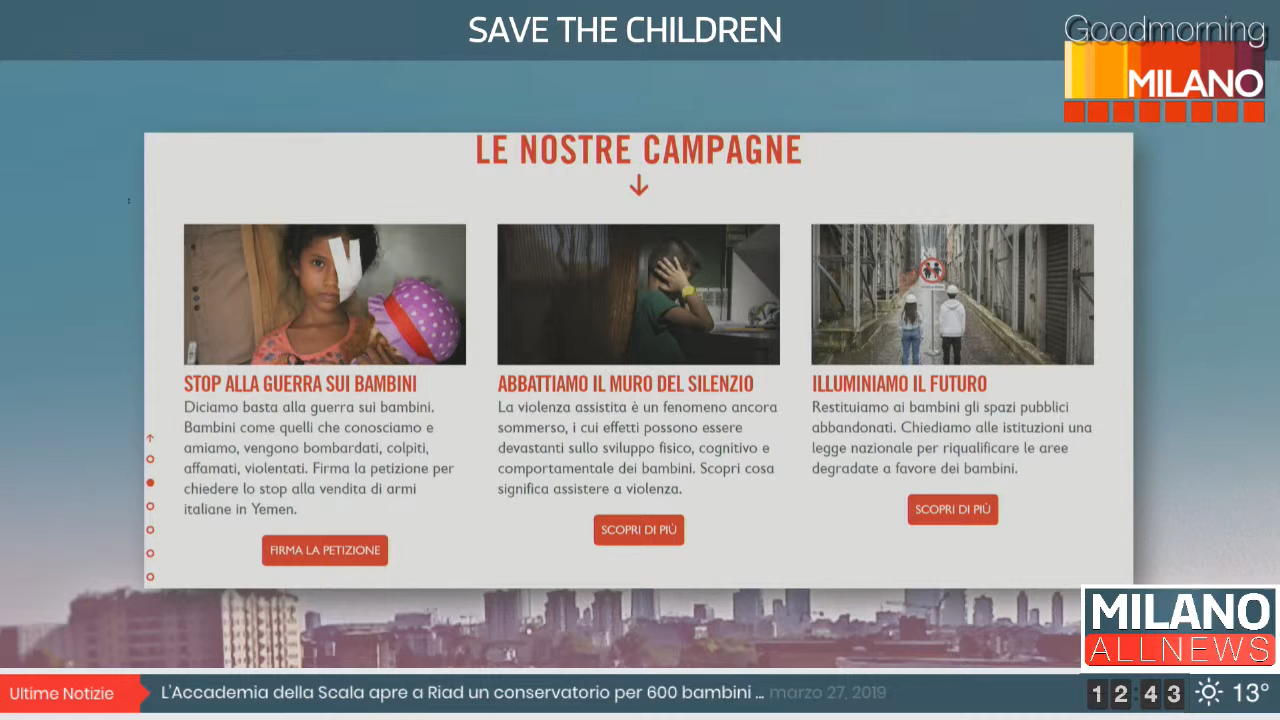 SAVE THE CHILDREN
Goodmorning
MILANO
LE NOSTRE CAMPAGNE
STOP ALLA GUERRA SUI BAMBINI
Diciamo basta alla guerra sui bambini.
Bambini come quelli che conosciamo e
amiamo, vengono bombardati, colpiti,
affamati, violentati. Firma la petizione per
chiedere lo stop alla vendita di armi
italiane in Yemen.
FIRMA LA PETIZIONE
ABBATTIAMO IL MURO DEL SILENZIO
La violenza assistita è un fenomeno ancora
sommerso, i cui effetti possono essere
devastanti sullo sviluppo fisico, cognitivo e
comportamentale dei bambini. Scopri cosa
significa assistere a violenza.
SCOPRI DI PIÙ
ILLUMINIAMO IL FUTURO
Restituiamo ai bambini gli spazi pubblici
abbandonati. Chiediamo alle istituzioni una
legge nazionale per riqualificare le aree
degradate a favore dei bambini.
SCOPRI DI PIÙ
MILANO
ALLNEWS
Ultime Notizie L'Accademia della Scala apre a Riad un conservatorio per 600 bambini ... marzo 27, 2019 12:43 13°